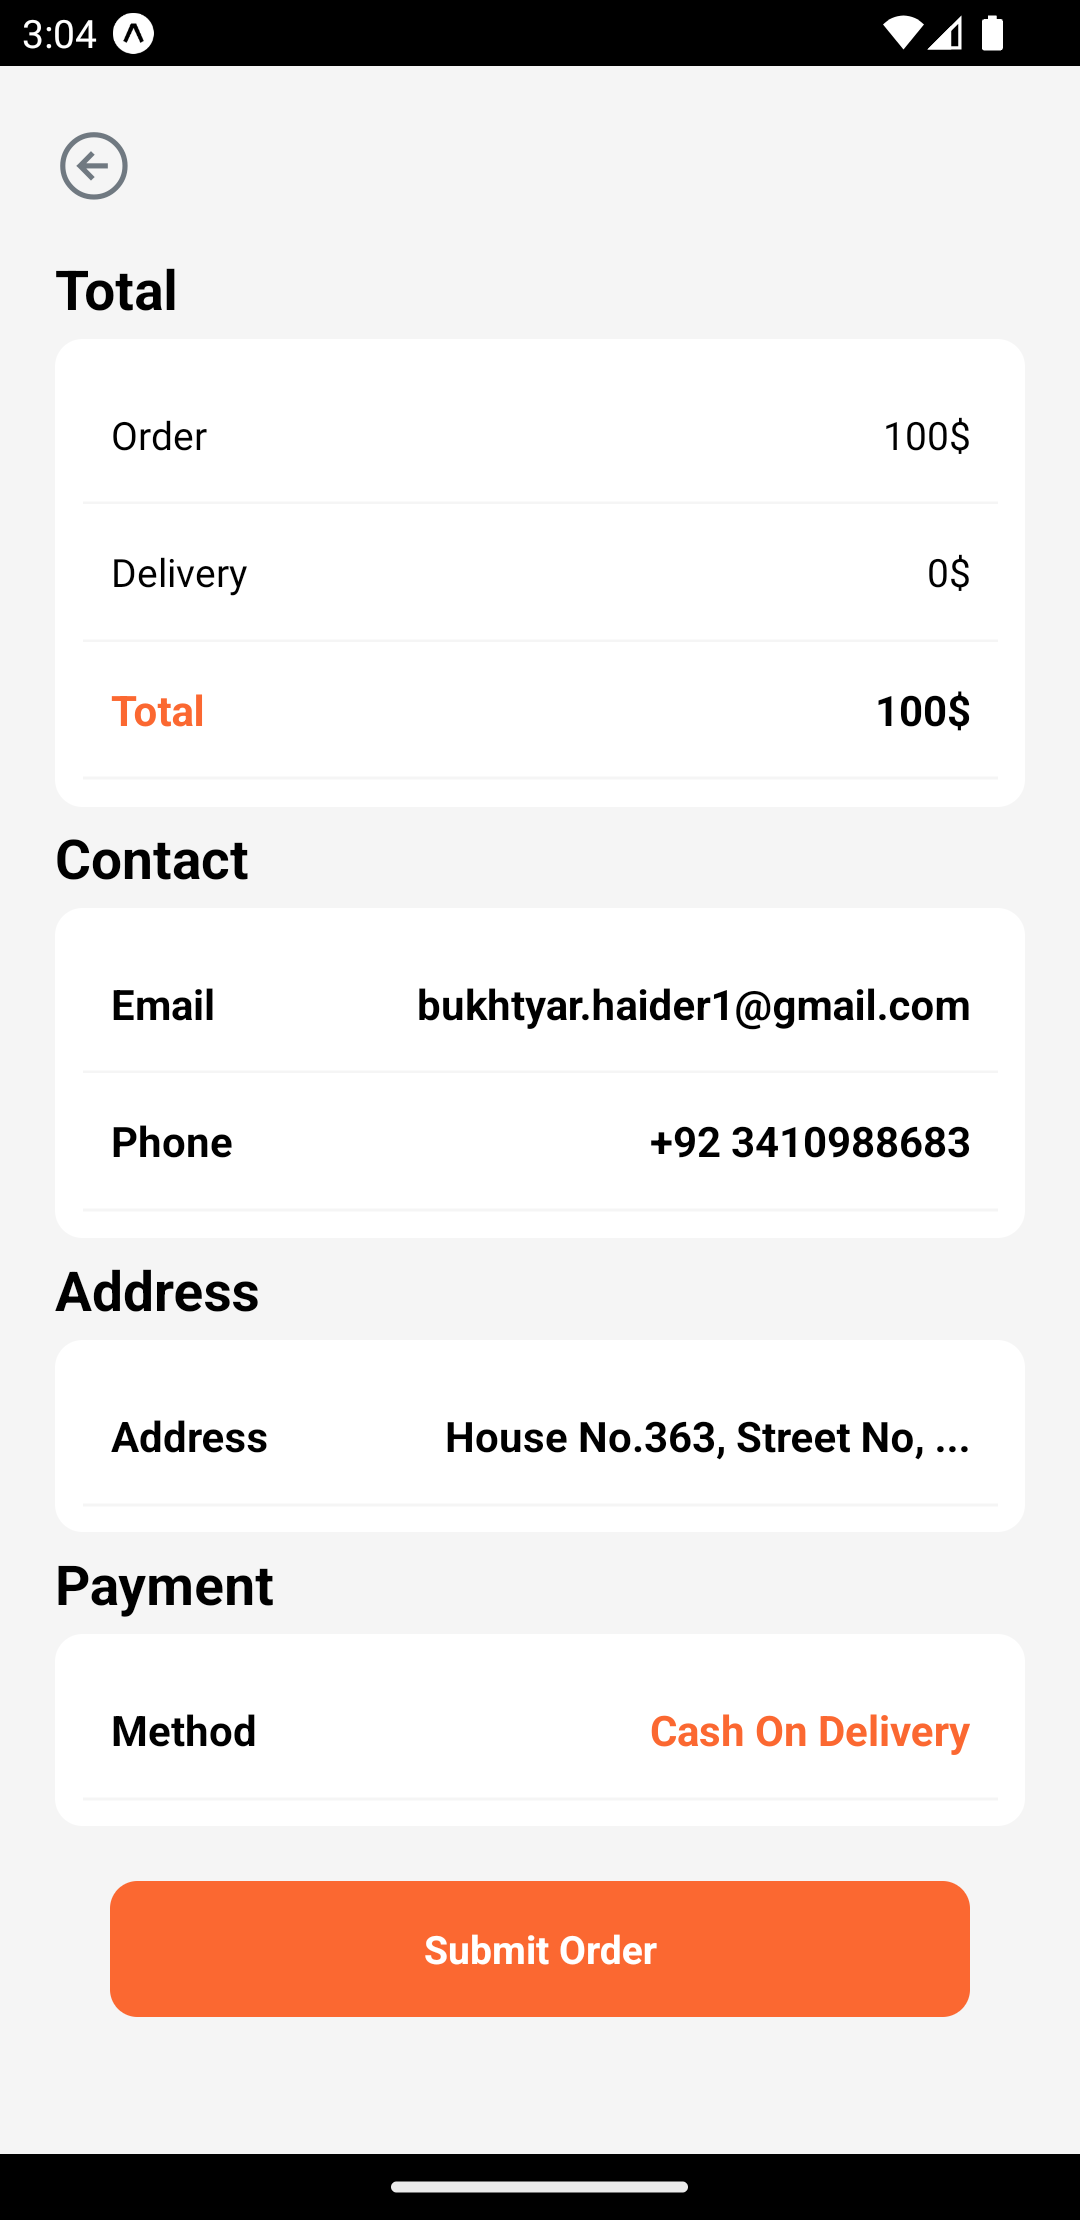 3:04
Total
Order 100$
Delivery 0$
Total 100$
Contact
Email bukhtyar.haider1@gmail.com
Phone +92 3410988683
Address
Address House No.363, Street No, ...
Payment
Method Cash On Delivery
Submit Order